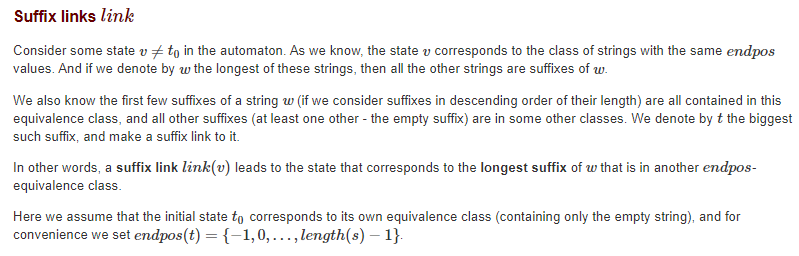 Suffix links link
Consider some state v ≠ t₀ in the automaton. As we know, the state v corresponds to the class of strings with the same endpos
values. And if we denote by w the longest of these strings, then all the other strings are suffixes of w.
We also know the first few suffixes of a string w (if we consider suffixes in descending order of their length) are all contained in this
equivalence class, and all other suffixes (at least one other - the empty suffix) are in some other classes. We denote by t the biggest
such suffix, and make a suffix link to it.
In other words, a suffix link link(v) leads to the state that corresponds to the longest suffix of w that is in another endpos-
equivalence class.
Here we assume that the initial state t₀ corresponds to its own equivalence class (containing only the empty string), and for
convenience we set endpos(t) = {−1, 0, …, length(s) − 1}.